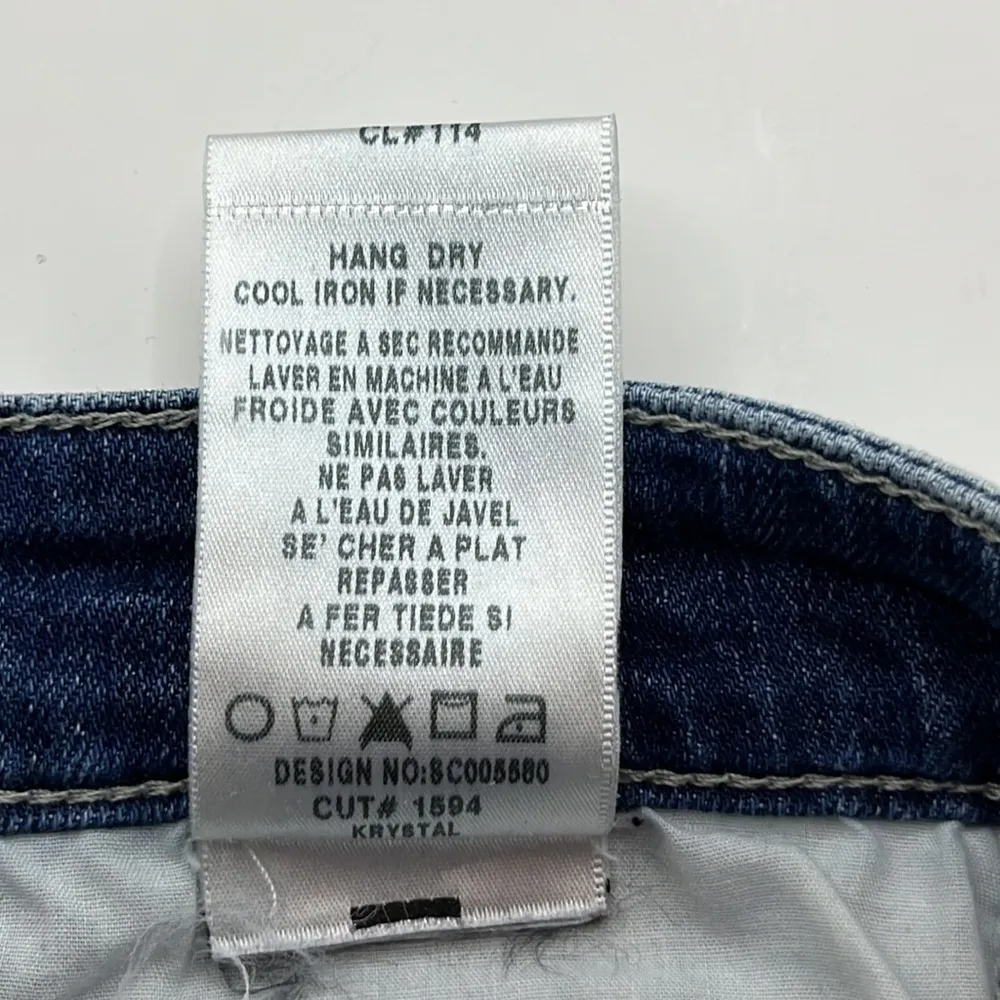 CL#114
HANG DRY
COOL IRON IF NECESSARY.
NETTOYAGE A SEC RECOMMANDE
LAVER EN MACHINE A L'EAU
FROIDE AVEC COULEURS
SIMILAIRES.
NE PAS LAVER
A L'EAU DE JAVEL
SE' CHER A PLAT
REPASSER
A FER TIEDE SI
NECESSAIRE
DESIGN NO:SC005580
CUT# 1594
KRYSTAL